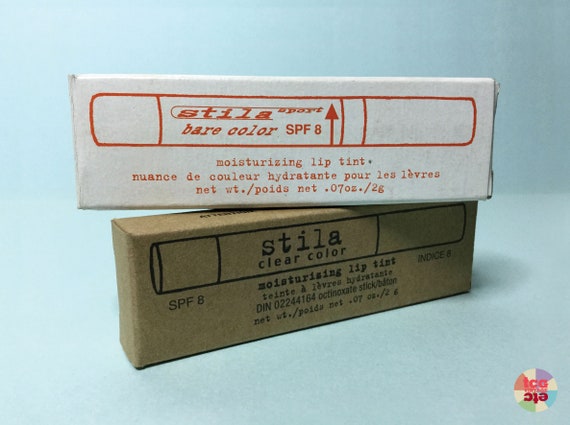 stila sport
bare color SPF 8
moisturizing lip tint
nuance de couleur hydratante pour les lèvres
net wt./poids net .07oz./2g
stila
clear color
moisturizing lip tint
teinte à lèvres hydratante
DIN 02244164 octinoxate stick/bâton
net wt./poids net .07 oz./2 g
SPF 8
INDICE 8
tcg
etc